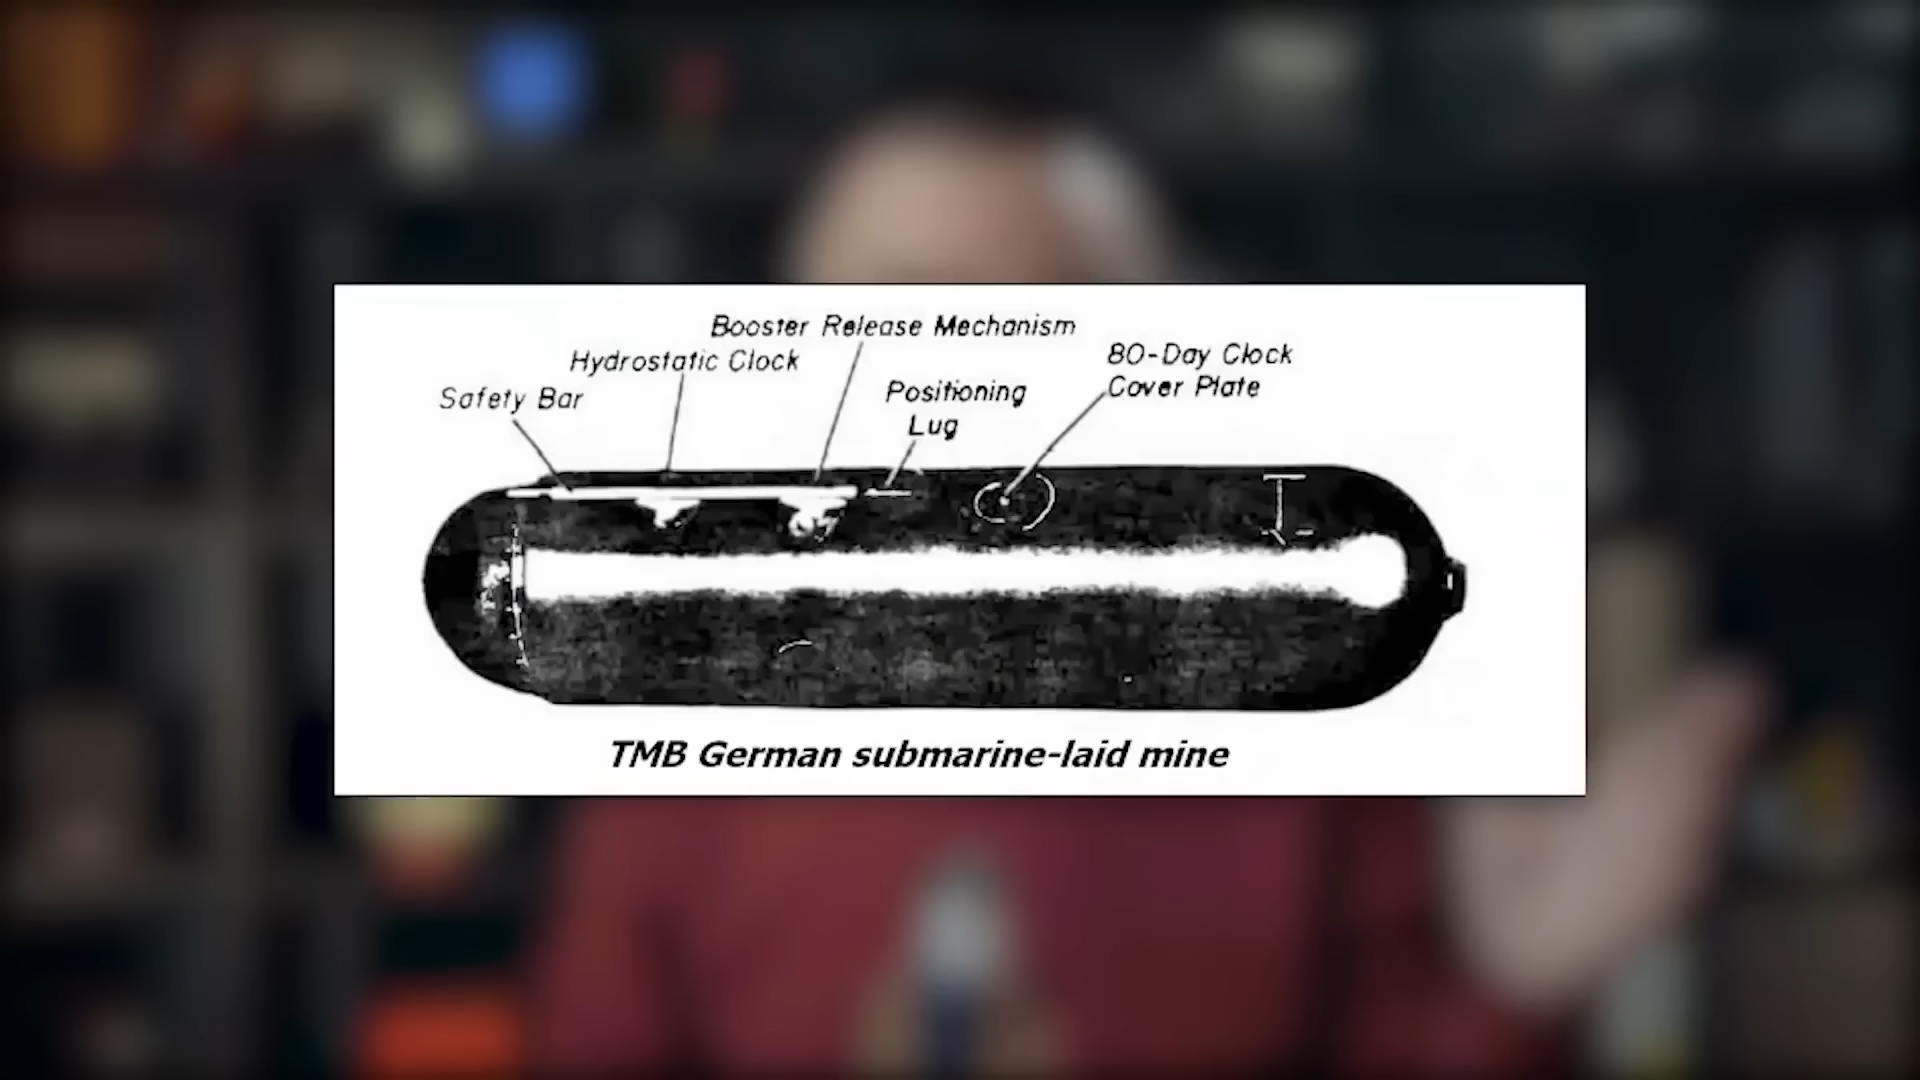 Booster Release Mechanism
Hydrostatic Clock
80-Day Clock
Cover Plate
Safety Bar
Positioning
Lug
TMB German submarine-laid mine